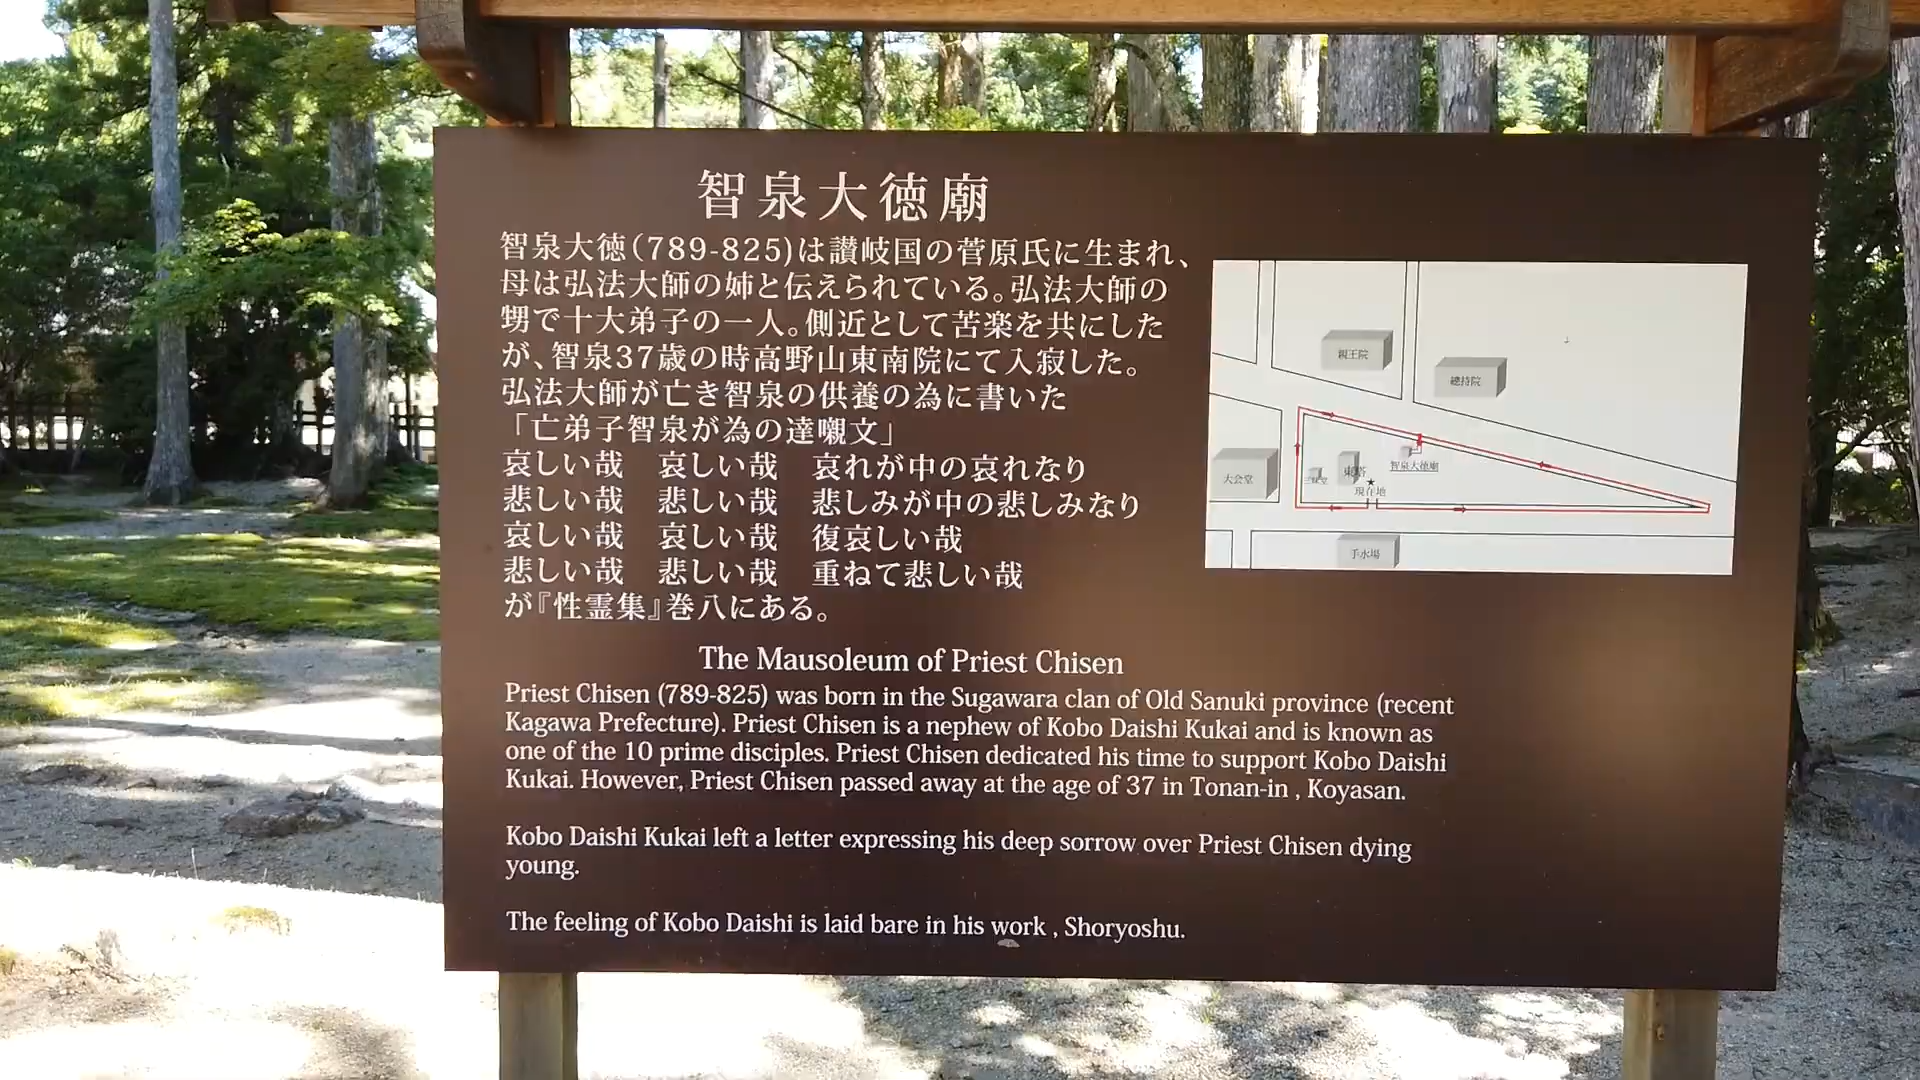 智泉大徳廟
智泉大徳(789-825)は讃岐国の菅原氏に生まれ、
母は弘法大師の姉と伝えられている。弘法大師の
甥で十大弟子の一人。側近として苦楽を共にした
が、智泉37歳の時高野山東南院にて入寂した。
弘法大師が亡き智泉の供養の為に書いた
「亡弟子智泉が為の達嚫文」
哀しい哉 哀しい哉 哀れが中の哀れなり
悲しい哉 悲しい哉 悲しみが中の悲しみなり
哀しい哉 哀しい哉 復哀しい哉
悲しい哉 悲しい哉 重ねて悲しい哉
が『性霊集』巻八にある。
親王院
總持院
大会堂
東塔
智泉大徳廟
現在地
手水場
The Mausoleum of Priest Chisen
Priest Chisen (789-825) was born in the Sugawara clan of Old Sanuki province (recent
Kagawa Prefecture). Priest Chisen is a nephew of Kobo Daishi Kukai and is known as
one of the 10 prime disciples. Priest Chisen dedicated his time to support Kobo Daishi
Kukai. However, Priest Chisen passed away at the age of 37 in Tonan-in , Koyasan.
Kobo Daishi Kukai left a letter expressing his deep sorrow over Priest Chisen dying
young.
The feeling of Kobo Daishi is laid bare in his work , Shoryoshu.